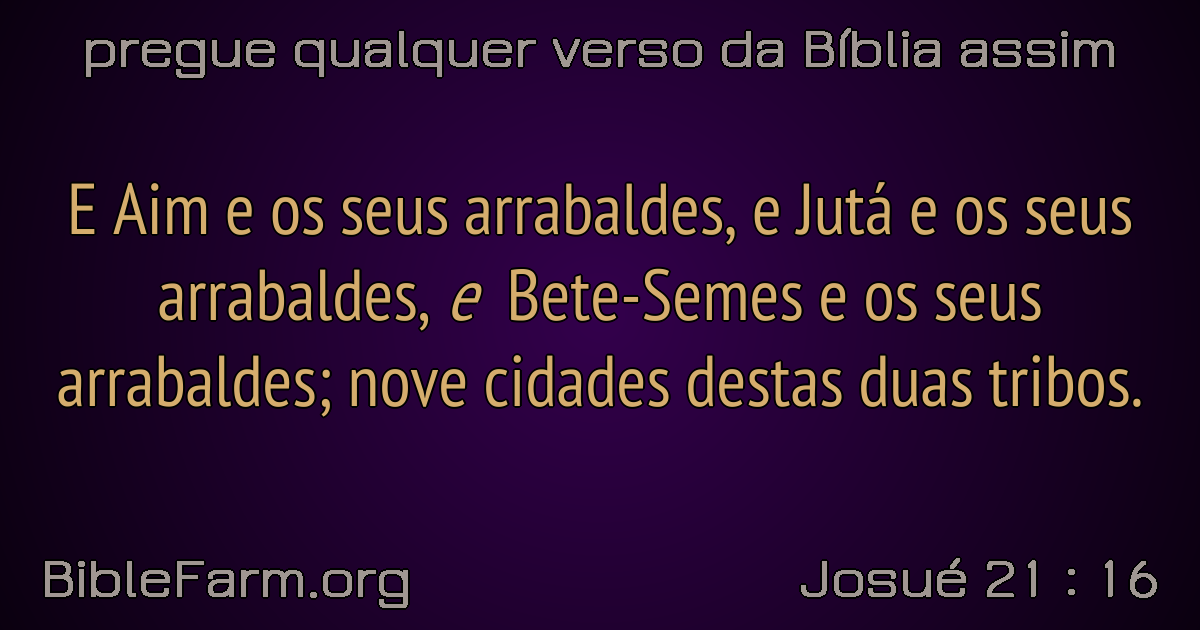 pregue qualquer verso da Bíblia assim
E Aim e os seus arrabaldes, e Jutá e os seus
arrabaldes, e Bete-Semes e os seus
arrabaldes; nove cidades destas duas tribos.
BibleFarm.org
Josué 21 : 16